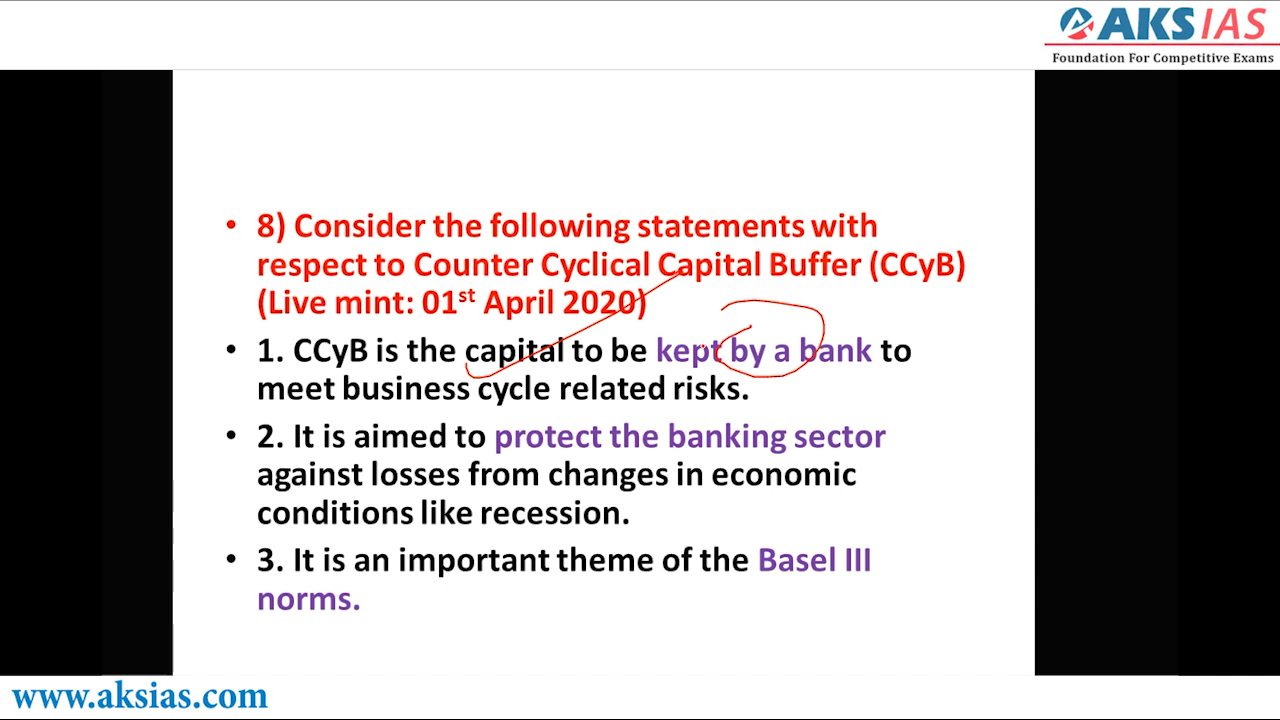 AKS IAS
Foundation For Competitive Exams
• 8) Consider the following statements with
respect to Counter Cyclical Capital Buffer (CCyB)
(Live mint: 01st April 2020)
• 1. CCyB is the capital to be kept by a bank to
meet business cycle related risks.
• 2. It is aimed to protect the banking sector
against losses from changes in economic
conditions like recession.
• 3. It is an important theme of the Basel III
norms.
www.aksias.com